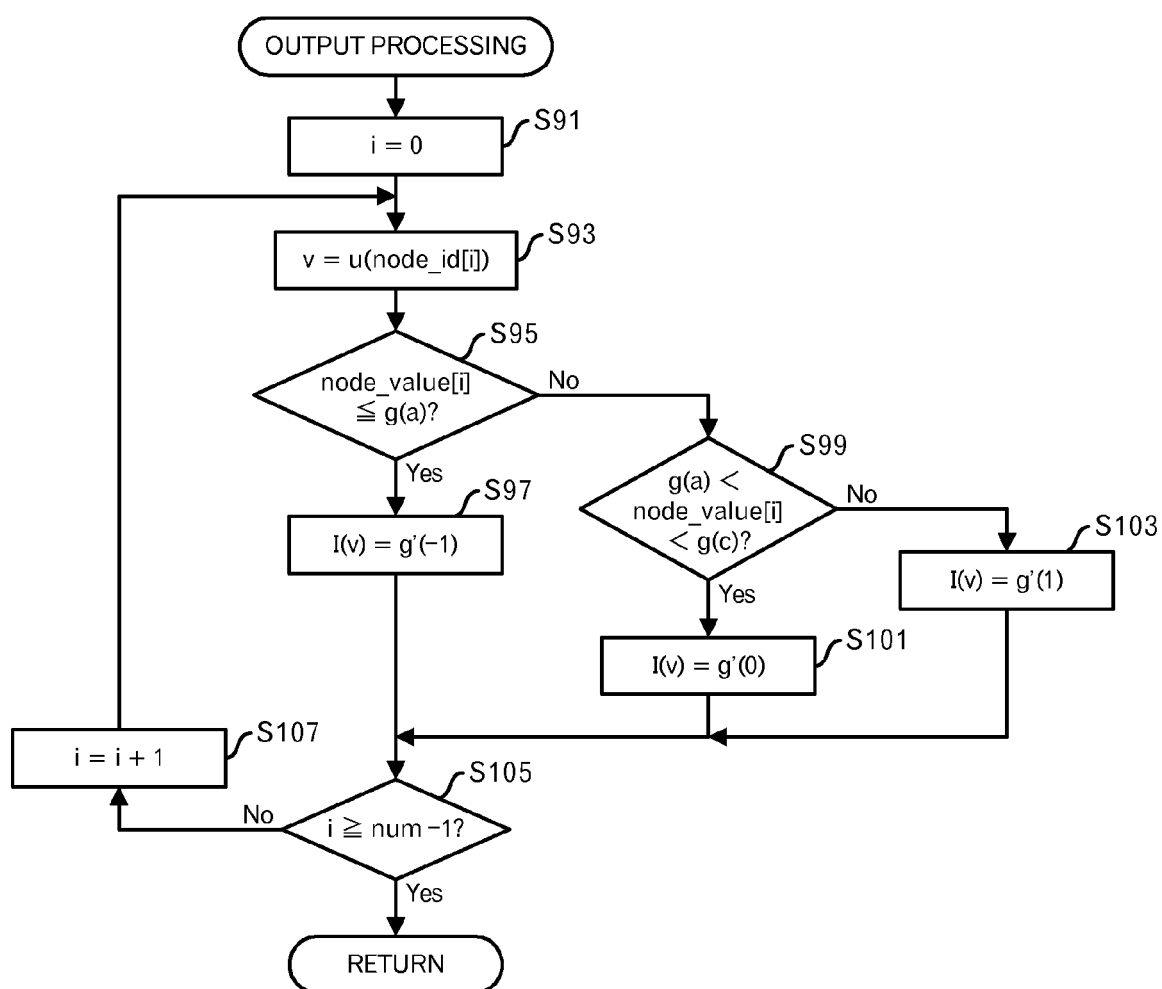 OUTPUT PROCESSING
S91
i = 0
S93
v = u(node_id[i])
S95
node_value[i]
≦ g(a)?
No
Yes
S97
I(v) = g’(−1)
S99
g(a) <
node_value[i]
< g(c)?
No
Yes
S103
I(v) = g’(1)
S101
I(v) = g’(0)
S107
i = i + 1
S105
i ≧ num −1?
No
Yes
RETURN